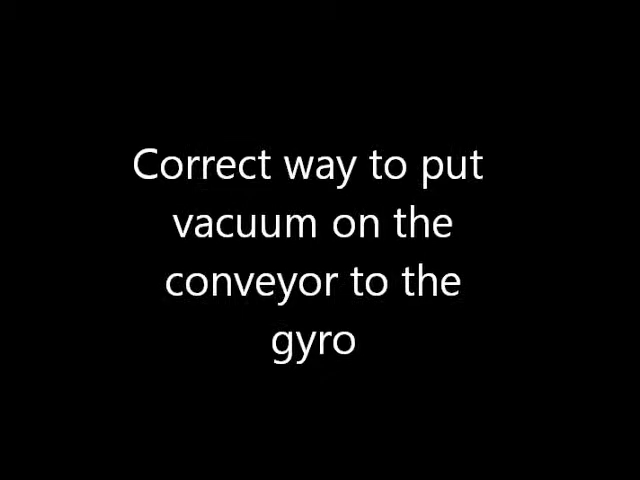 Correct way to put
vacuum on the
conveyor to the
gyro